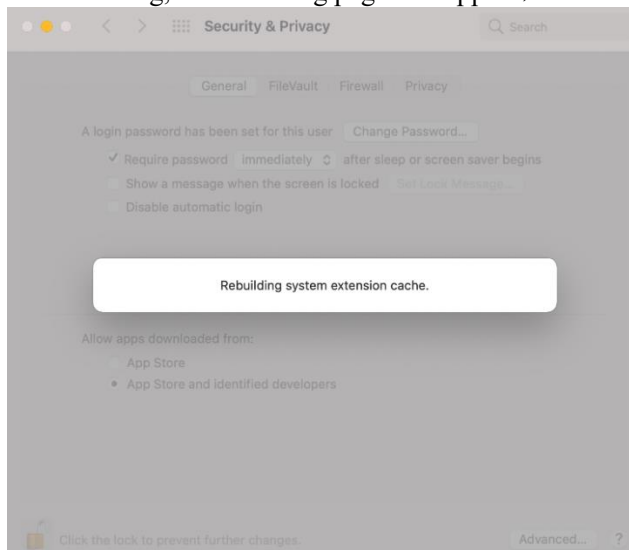 Security & Privacy
Search
General FileVault Firewall Privacy
A login password has been set for this user Change Password...
Require password immediately after sleep or screen saver begins
Show a message when the screen is locked Set Lock Message...
Disable automatic login
Rebuilding system extension cache.
Allow apps downloaded from:
App Store
App Store and identified developers
Click the lock to prevent further changes.
Advanced... ?